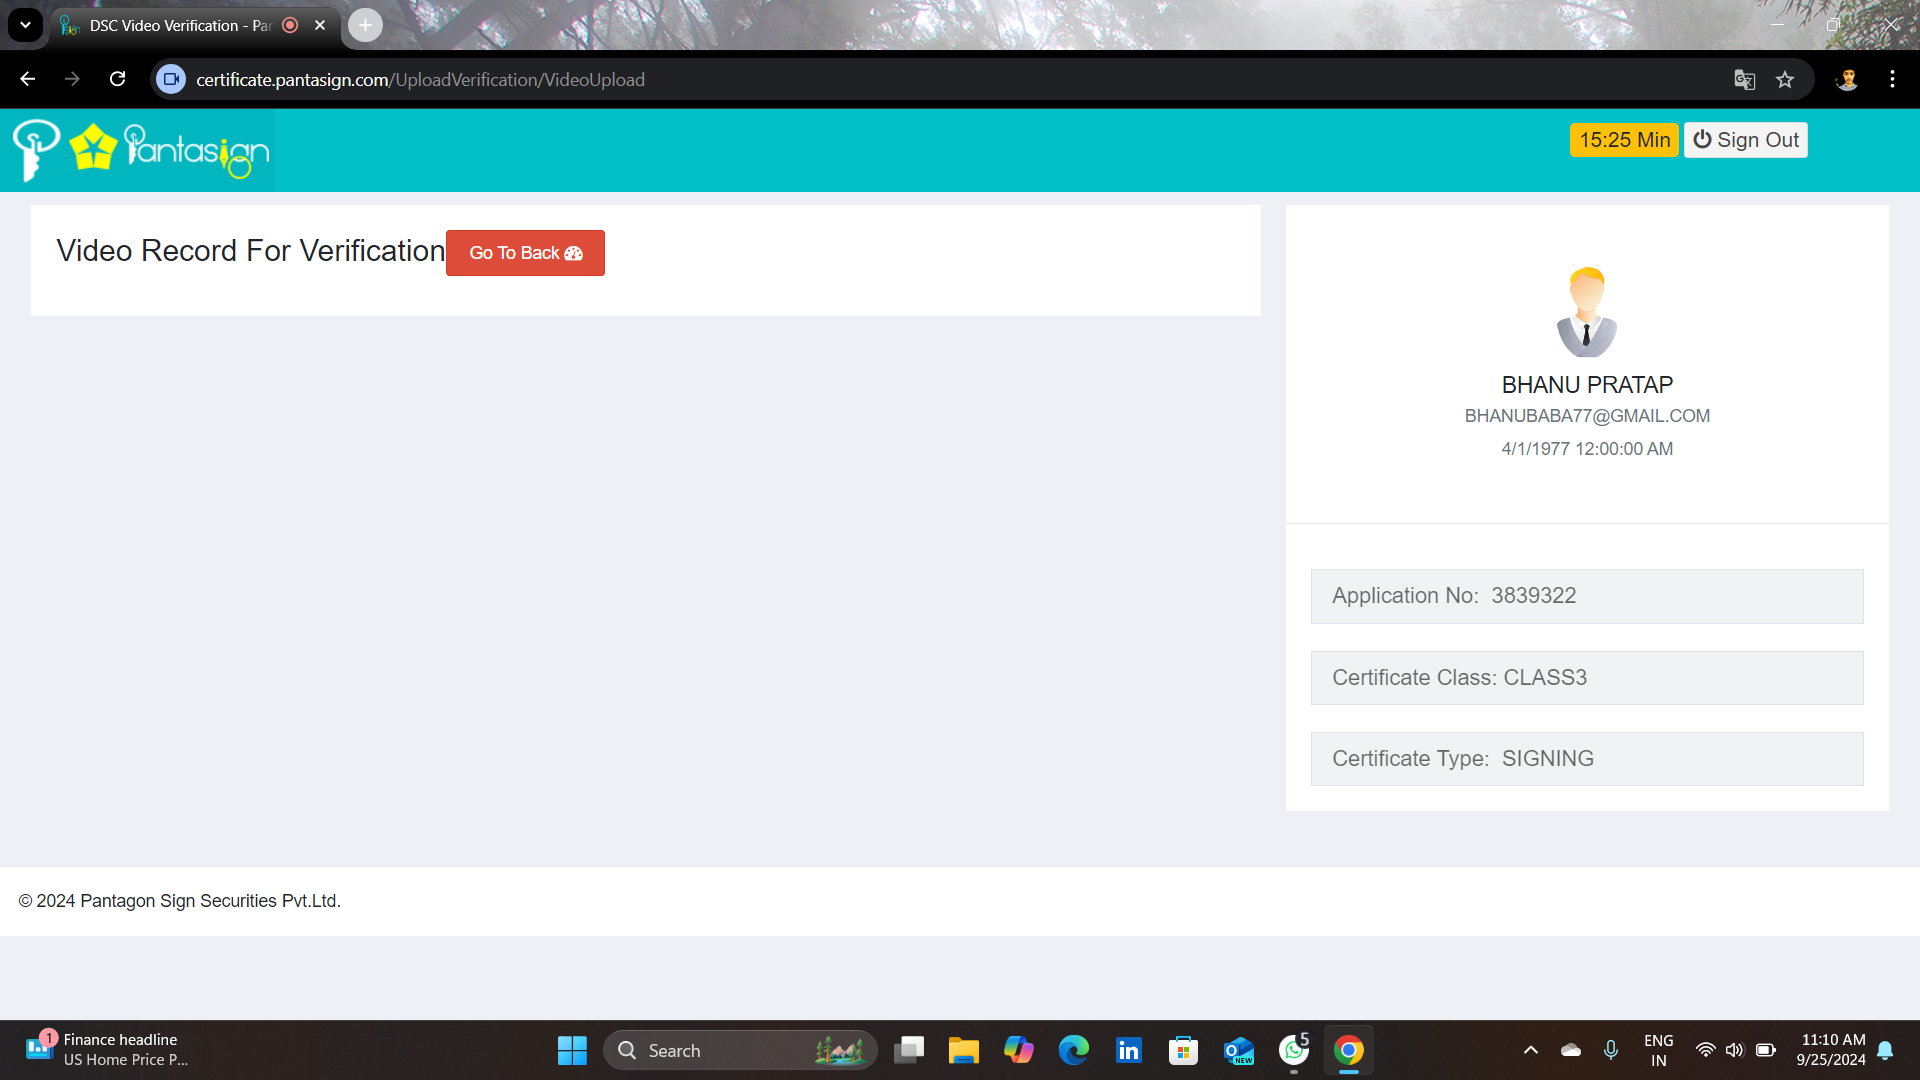 DSC Video Verification - Pan
certificate.pantasign.com/UploadVerification/VideoUpload
Pantasign
15:25 Min
Sign Out
Video Record For Verification
Go To Back
BHANU PRATAP
BHANUBABA77@GMAIL.COM
4/1/1977 12:00:00 AM
Application No: 3839322
Certificate Class: CLASS3
Certificate Type: SIGNING
© 2024 Pantagon Sign Securities Pvt.Ltd.
1
Finance headline
US Home Price P...
Search
NEW
5
ENG
IN
11:10 AM
9/25/2024